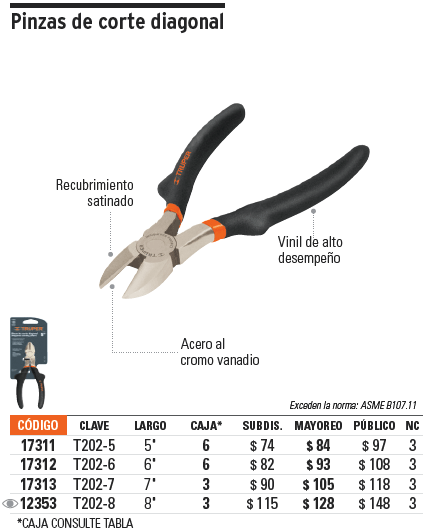 Pinzas de corte diagonal
TRUPER
Recubrimiento
satinado
TRUPER
Vinil de alto
desempeño
Acero al
cromo vanadio
TRUPER
Exceden la norma: ASME B107.11
CÓDIGO CLAVE LARGO CAJA* SUBDIS. MAYOREO PÚBLICO NC
17311 T202-5 5" 6 $ 74 $ 84 $ 97 3
17312 T202-6 6" 6 $ 82 $ 93 $ 108 3
17313 T202-7 7" 3 $ 90 $ 105 $ 118 3
12353 T202-8 8" 3 $ 115 $ 128 $ 148 3
*CAJA CONSULTE TABLA